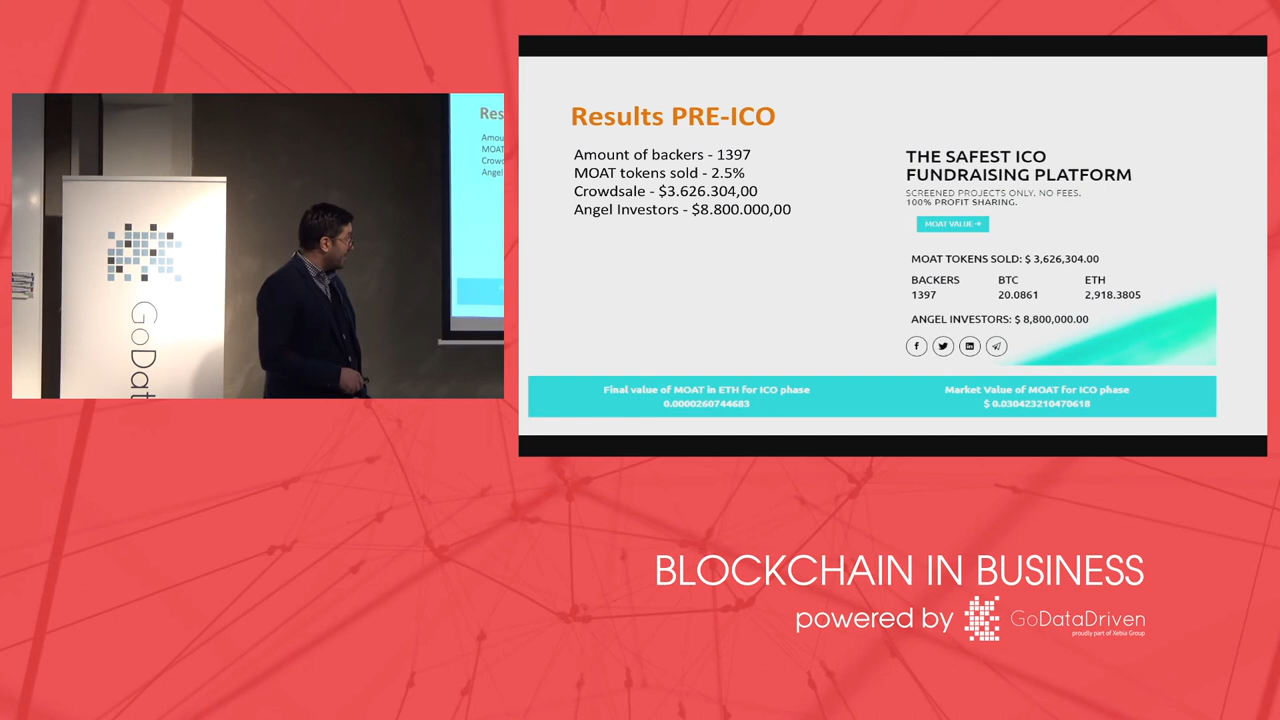 Res
Amou
MOAT
Crowd
Angel
GoDat
Results PRE-ICO
Amount of backers - 1397
MOAT tokens sold - 2.5%
Crowdsale - $3.626.304,00
Angel Investors - $8.800.000,00
THE SAFEST ICO
FUNDRAISING PLATFORM
SCREENED PROJECTS ONLY. NO FEES.
100% PROFIT SHARING.
MOAT VALUE
MOAT TOKENS SOLD: $ 3,626,304.00
BACKERS BTC ETH
1397 20.0861 2,918.3805
ANGEL INVESTORS: $ 8,800,000.00
Final value of MOAT in ETH for ICO phase
0.0000260744683
Market Value of MOAT for ICO phase
$ 0.030423210470618
BLOCKCHAIN IN BUSINESS
powered by GoDataDriven
proudly part of Xebia Group